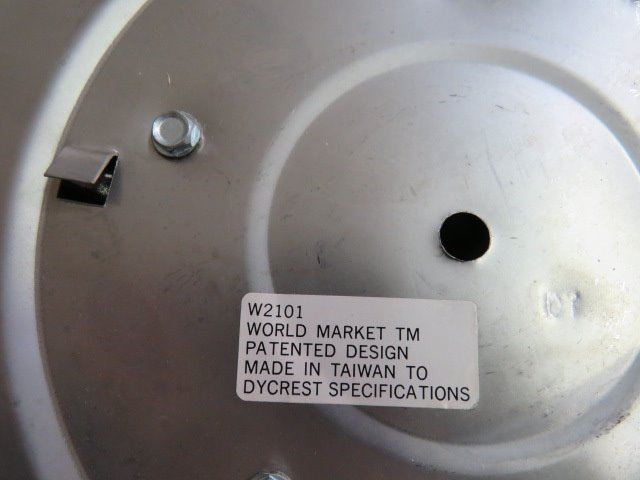 W2101
WORLD MARKET TM
PATENTED DESIGN
MADE IN TAIWAN TO
DYCREST SPECIFICATIONS